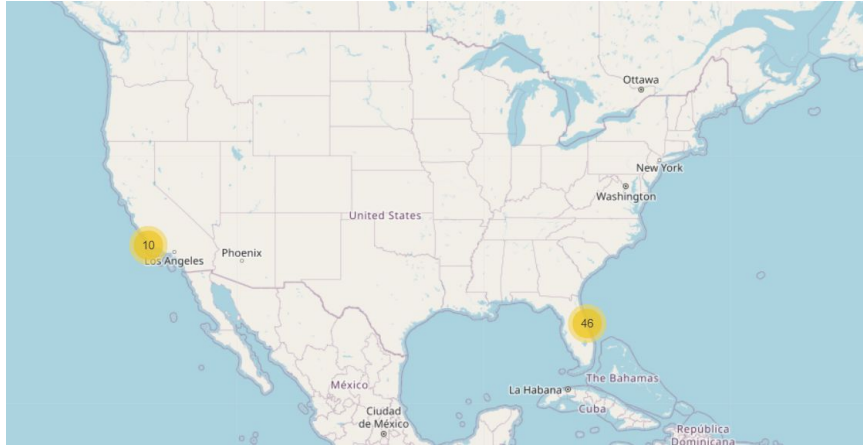 Ottawa
New York
Washington
United States
10
Los Angeles
Phoenix
46
México
La Habana
The Bahamas
Cuba
Ciudad
de México
República
Dominicana